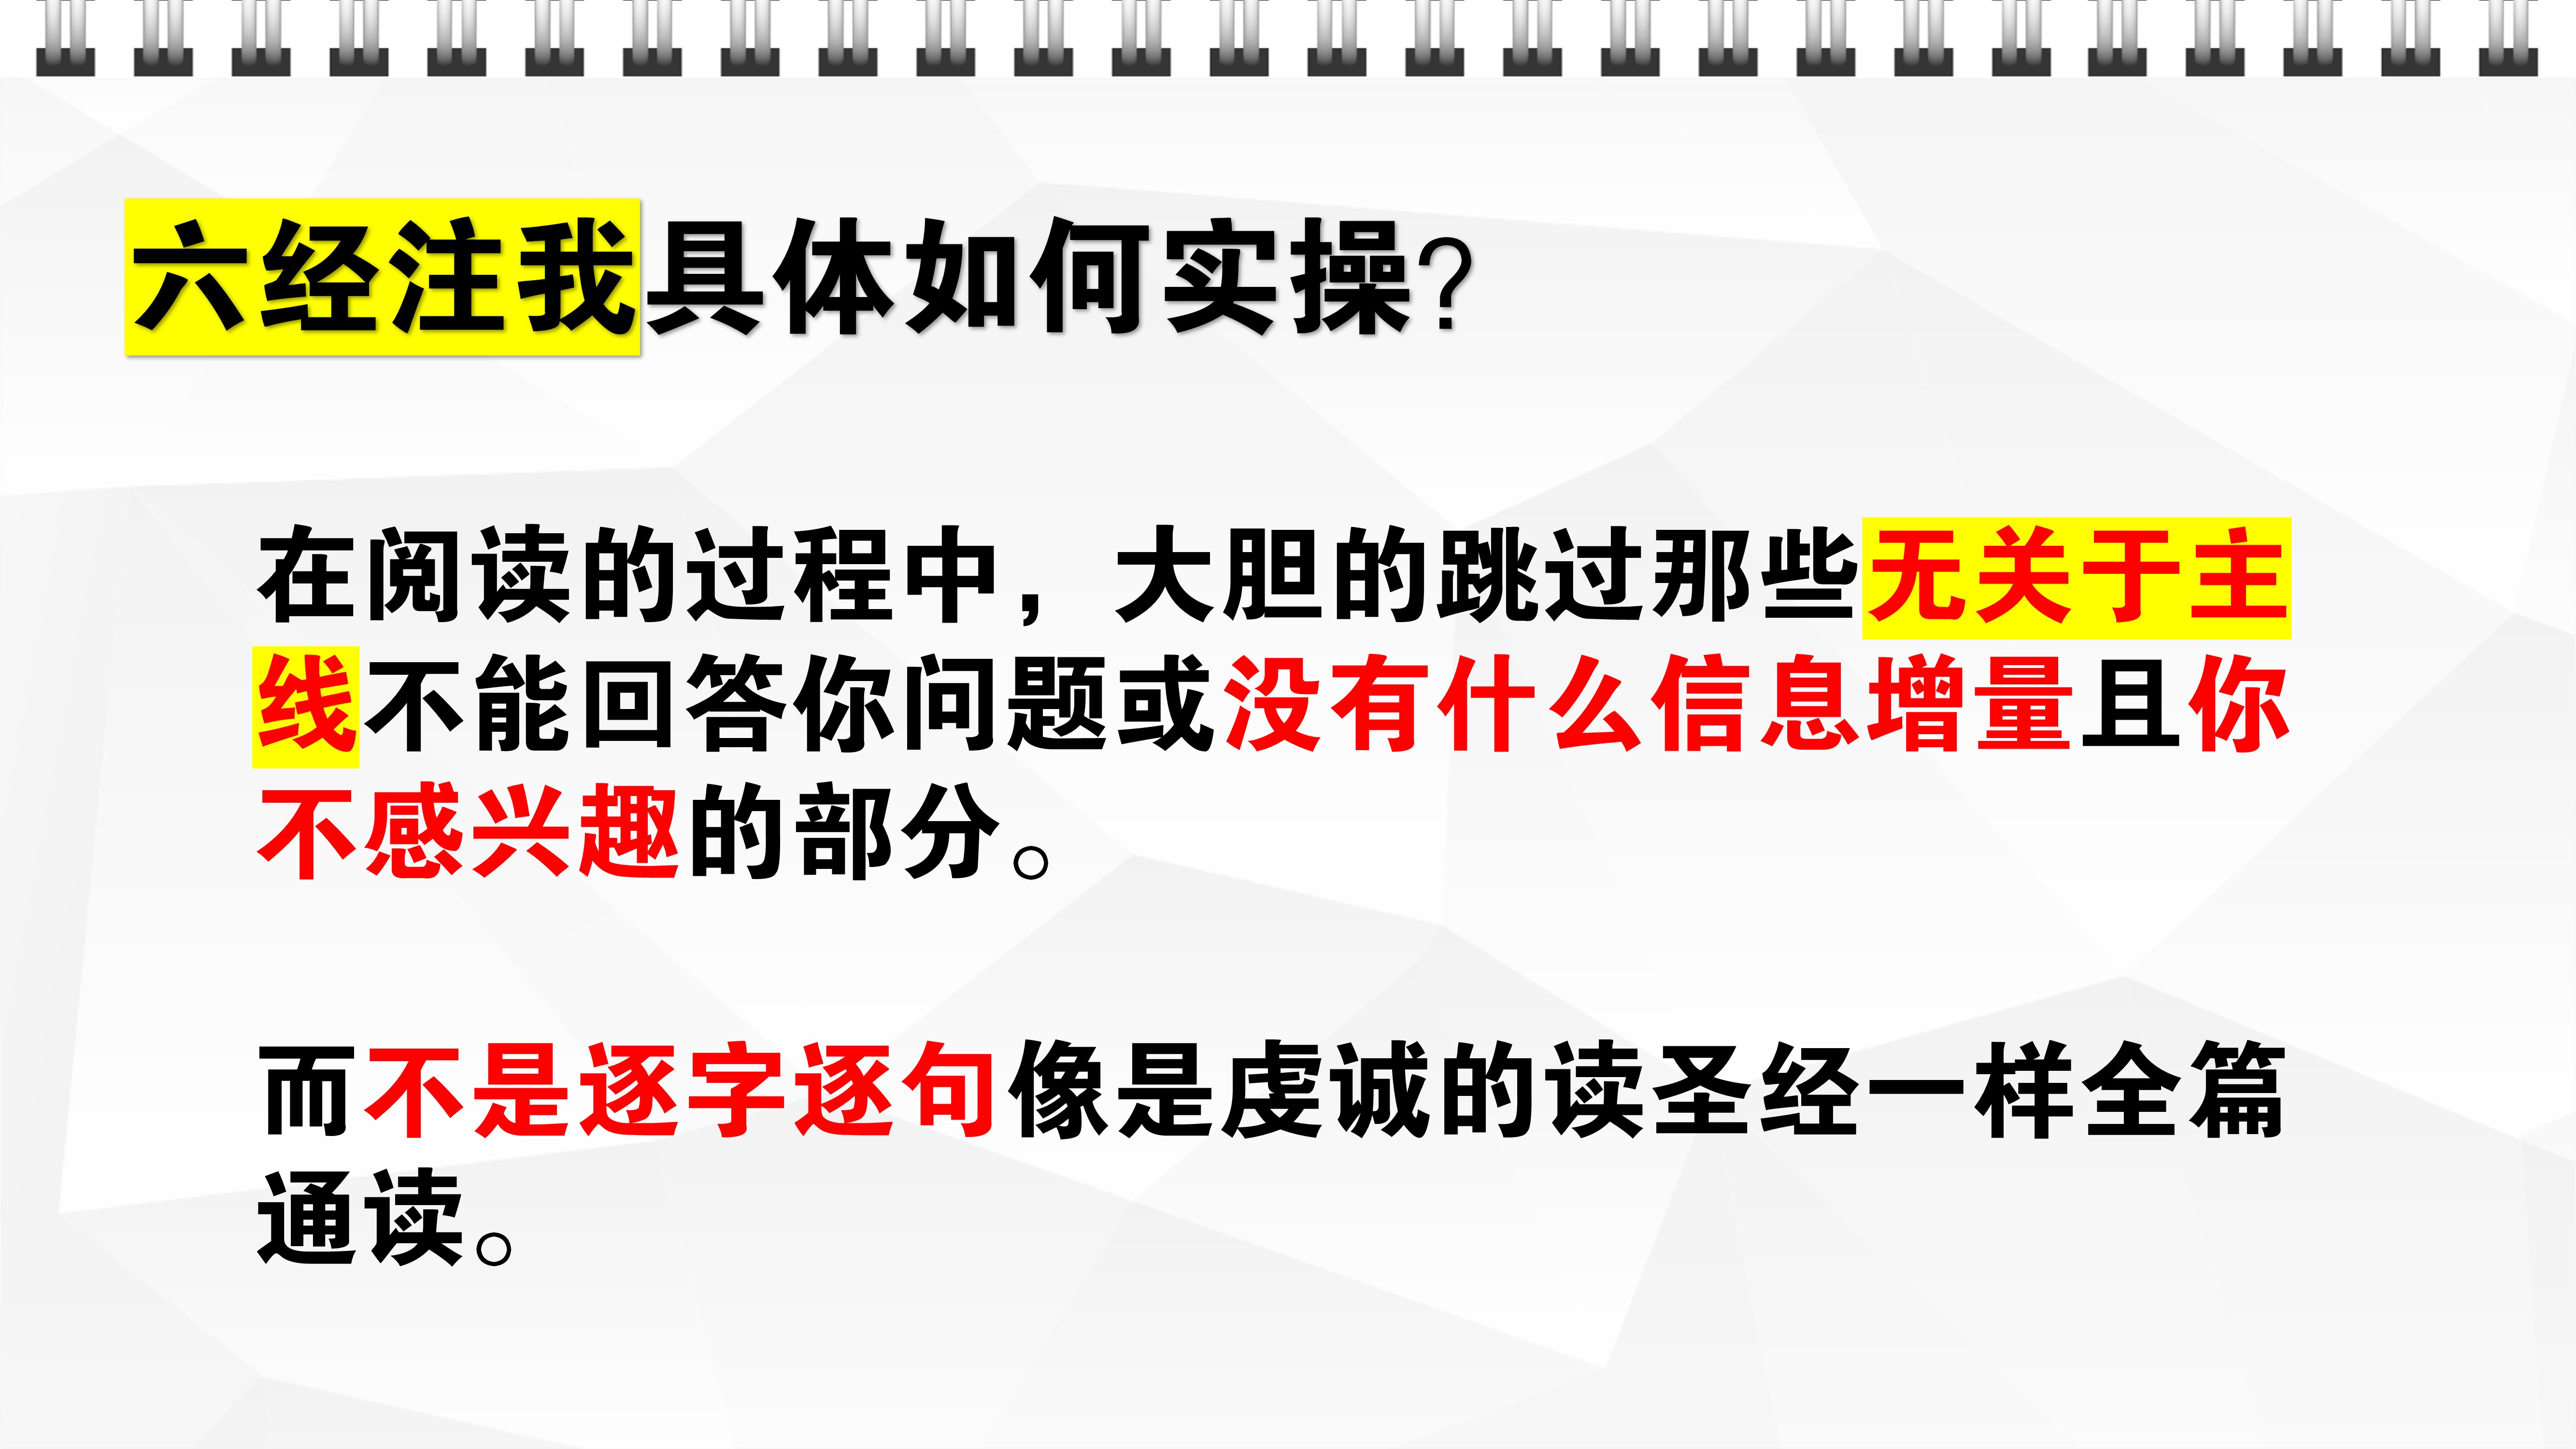 六经注我具体如何实操?
在阅读的过程中，大胆的跳过那些无关于主
线不能回答你问题或没有什么信息增量且你
不感兴趣的部分。
而不是逐字逐句像是虔诚的读圣经一样全篇
通读。